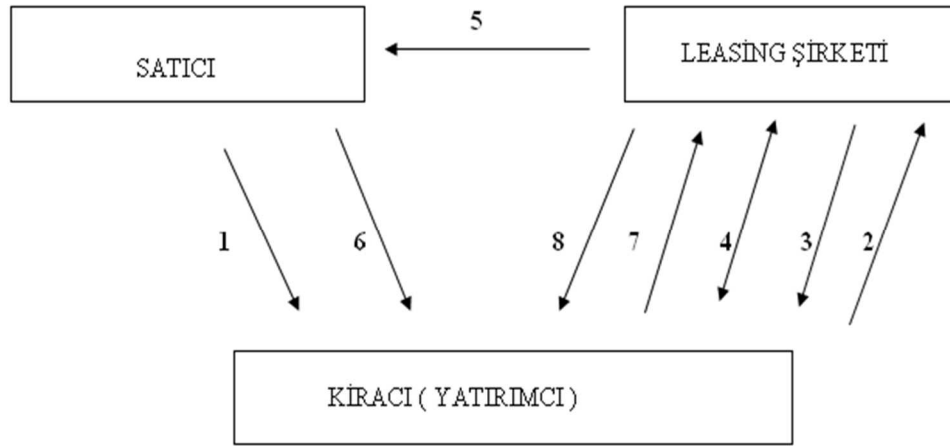 5
SATICI
LEASİNG ŞİRKETİ
1
6
8
7
4
3
2
KİRACI ( YATIRIMCI )